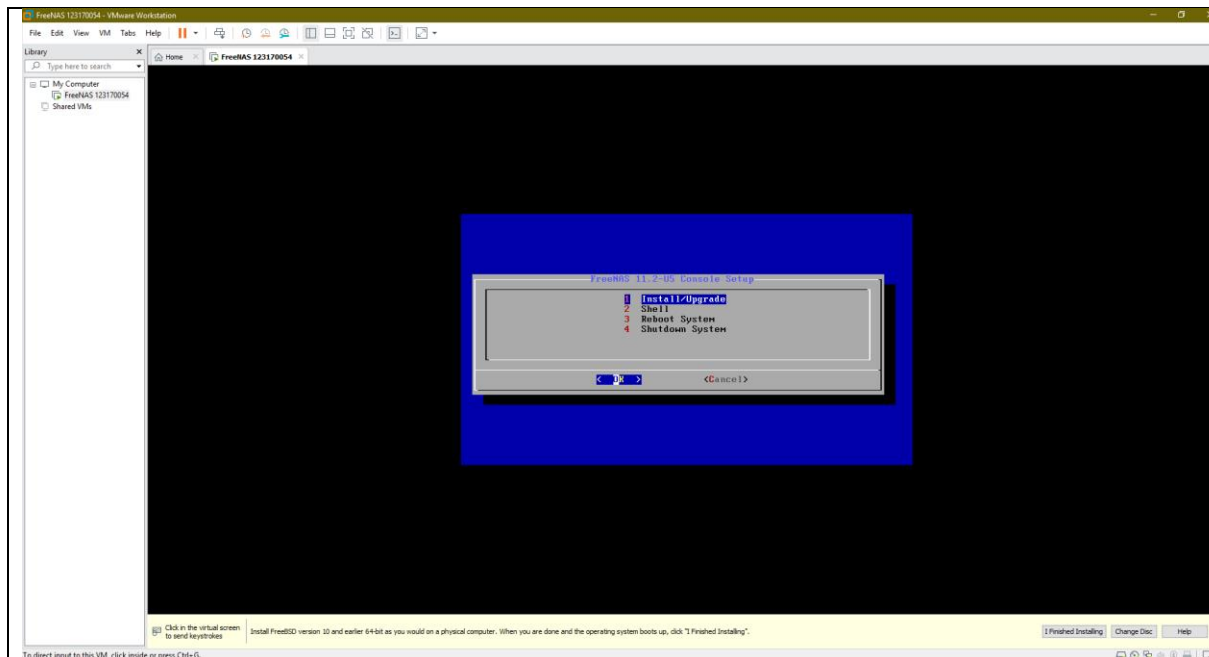 FreeNAS 123170054 - VMware Workstation
File Edit View VM Tabs Help
Library
Type here to search
My Computer
FreeNAS 123170054
Shared VMs
Home
FreeNAS 123170054
FreeNAS 11.2-U5 Console Setup
1 Install/Upgrade
2 Shell
3 Reboot System
4 Shutdown System
< OK >
<Cancel>
Click in the virtual screen
to send keystrokes
Install FreeBSD version 10 and earlier 64-bit as you would on a physical computer. When you are done and the operating system boots up, click "I Finished Installing".
I Finished Installing
Change Disc
Help
To direct input to this VM, click inside or press Ctrl+G.